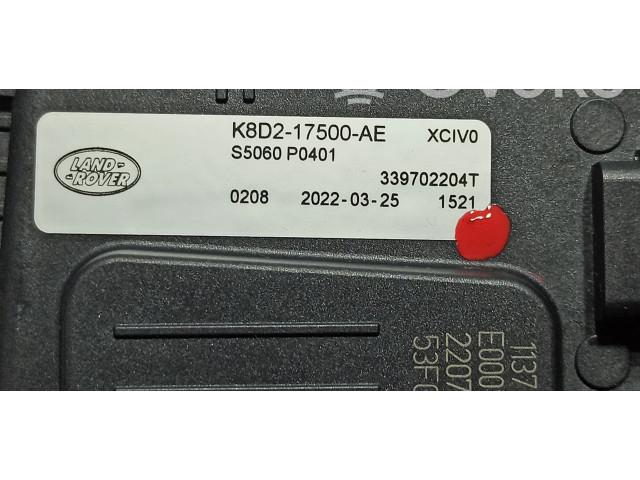 LAND
ROVER
K8D2-17500-AE XCIV0
S5060 P0401
339702204T
0208 2022-03-25 1521
1137
E000
2207
53F